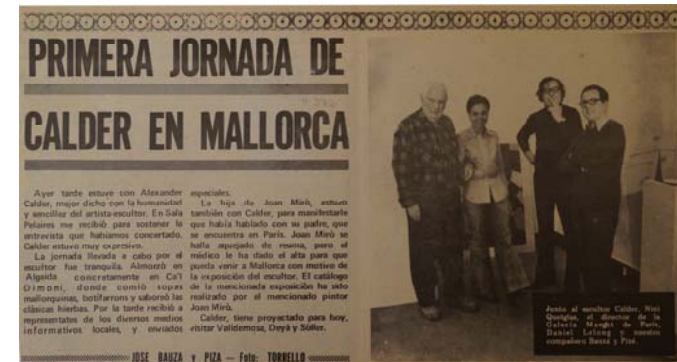 PRIMERA JORNADA DE
CALDER EN MALLORCA
Ayer tarde estuve con Alexander
Calder, mejor dicho con la humanidad
y sencillez del artista-escultor. En Sala
Pelaires me recibió para sostener la
entrevista que habíamos concertado.
Calder estuvo muy expresivo.
La jornada llevada a cabo por el
escultor fue tranquila. Almorzó en
Algaida concretamente en Ca'l
Dimoni, donde comió sopas
mallorquinas, botifarrons y saboreó las
clásicas hierbas. Por la tarde recibió a
representates de los diversos medios
informativos locales, y enviados
especiales.
La hija de Joan Miró, estuvo
también con Calder, para manifestarle
que había hablado con su padre, que
se encuentra en París. Joan Miró se
halla aquejado de reuma, pero el
médico le ha dado el alta para que
pueda venir a Mallorca con motivo de
la exposición del escultor. El catálogo
de la mencionada exposición ha sido
realizado por el mencionado pintor
Joan Miró.
Calder, tiene proyectado para hoy,
visitar Valldemosa, Deyá y Sóller.
JOSE BAUZA y PIZA — Foto: TORRELLO
Junto al escultor Calder, Niní
Quetglas, el director de la
Galería Maeght de París,
Daniel Lelong y nuestro
compañero Bauzá y Pizá.